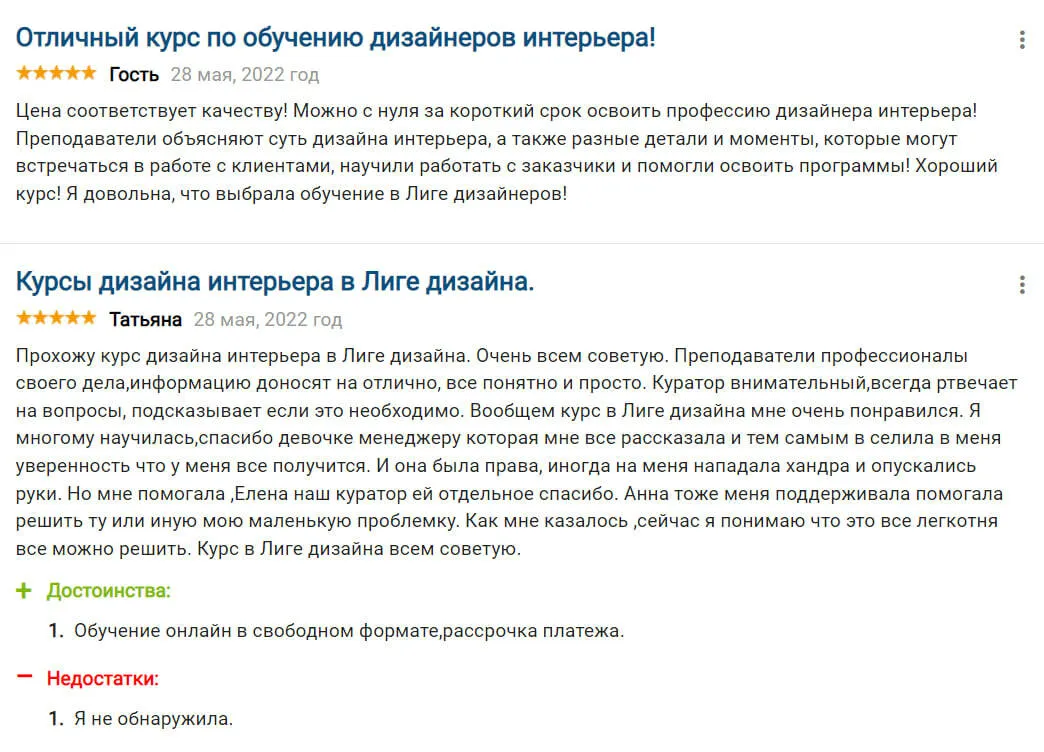 Отличный курс по обучению дизайнеров интерьера!
Гость 28 мая, 2022 год
Цена соответствует качеству! Можно с нуля за короткий срок освоить профессию дизайнера интерьера!
Преподаватели объясняют суть дизайна интерьера, а также разные детали и моменты, которые могут
встречаться в работе с клиентами, научили работать с заказчики и помогли освоить программы! Хороший
курс! Я довольна, что выбрала обучение в Лиге дизайнеров!
Курсы дизайна интерьера в Лиге дизайна.
Татьяна 28 мая, 2022 год
Прохожу курс дизайна интерьера в Лиге дизайна. Очень всем советую. Преподаватели профессионалы
своего дела,информацию доносят на отлично, все понятно и просто. Куратор внимательный,всегда ртвечает
на вопросы, подсказывает если это необходимо. Вообщем курс в Лиге дизайна мне очень понравился. Я
многому научилась,спасибо девочке менеджеру которая мне все рассказала и тем самым в селила в меня
уверенность что у меня все получится. И она была права, иногда на меня нападала хандра и опускались
руки. Но мне помогала ,Елена наш куратор ей отдельное спасибо. Анна тоже меня поддерживала помогала
решить ту или иную мою маленькую проблемку. Как мне казалось ,сейчас я понимаю что это все легкотня
все можно решить. Курс в Лиге дизайна всем советую.
+ Достоинства:
1. Обучение онлайн в свободном формате,рассрочка платежа.
− Недостатки:
1. Я не обнаружила.